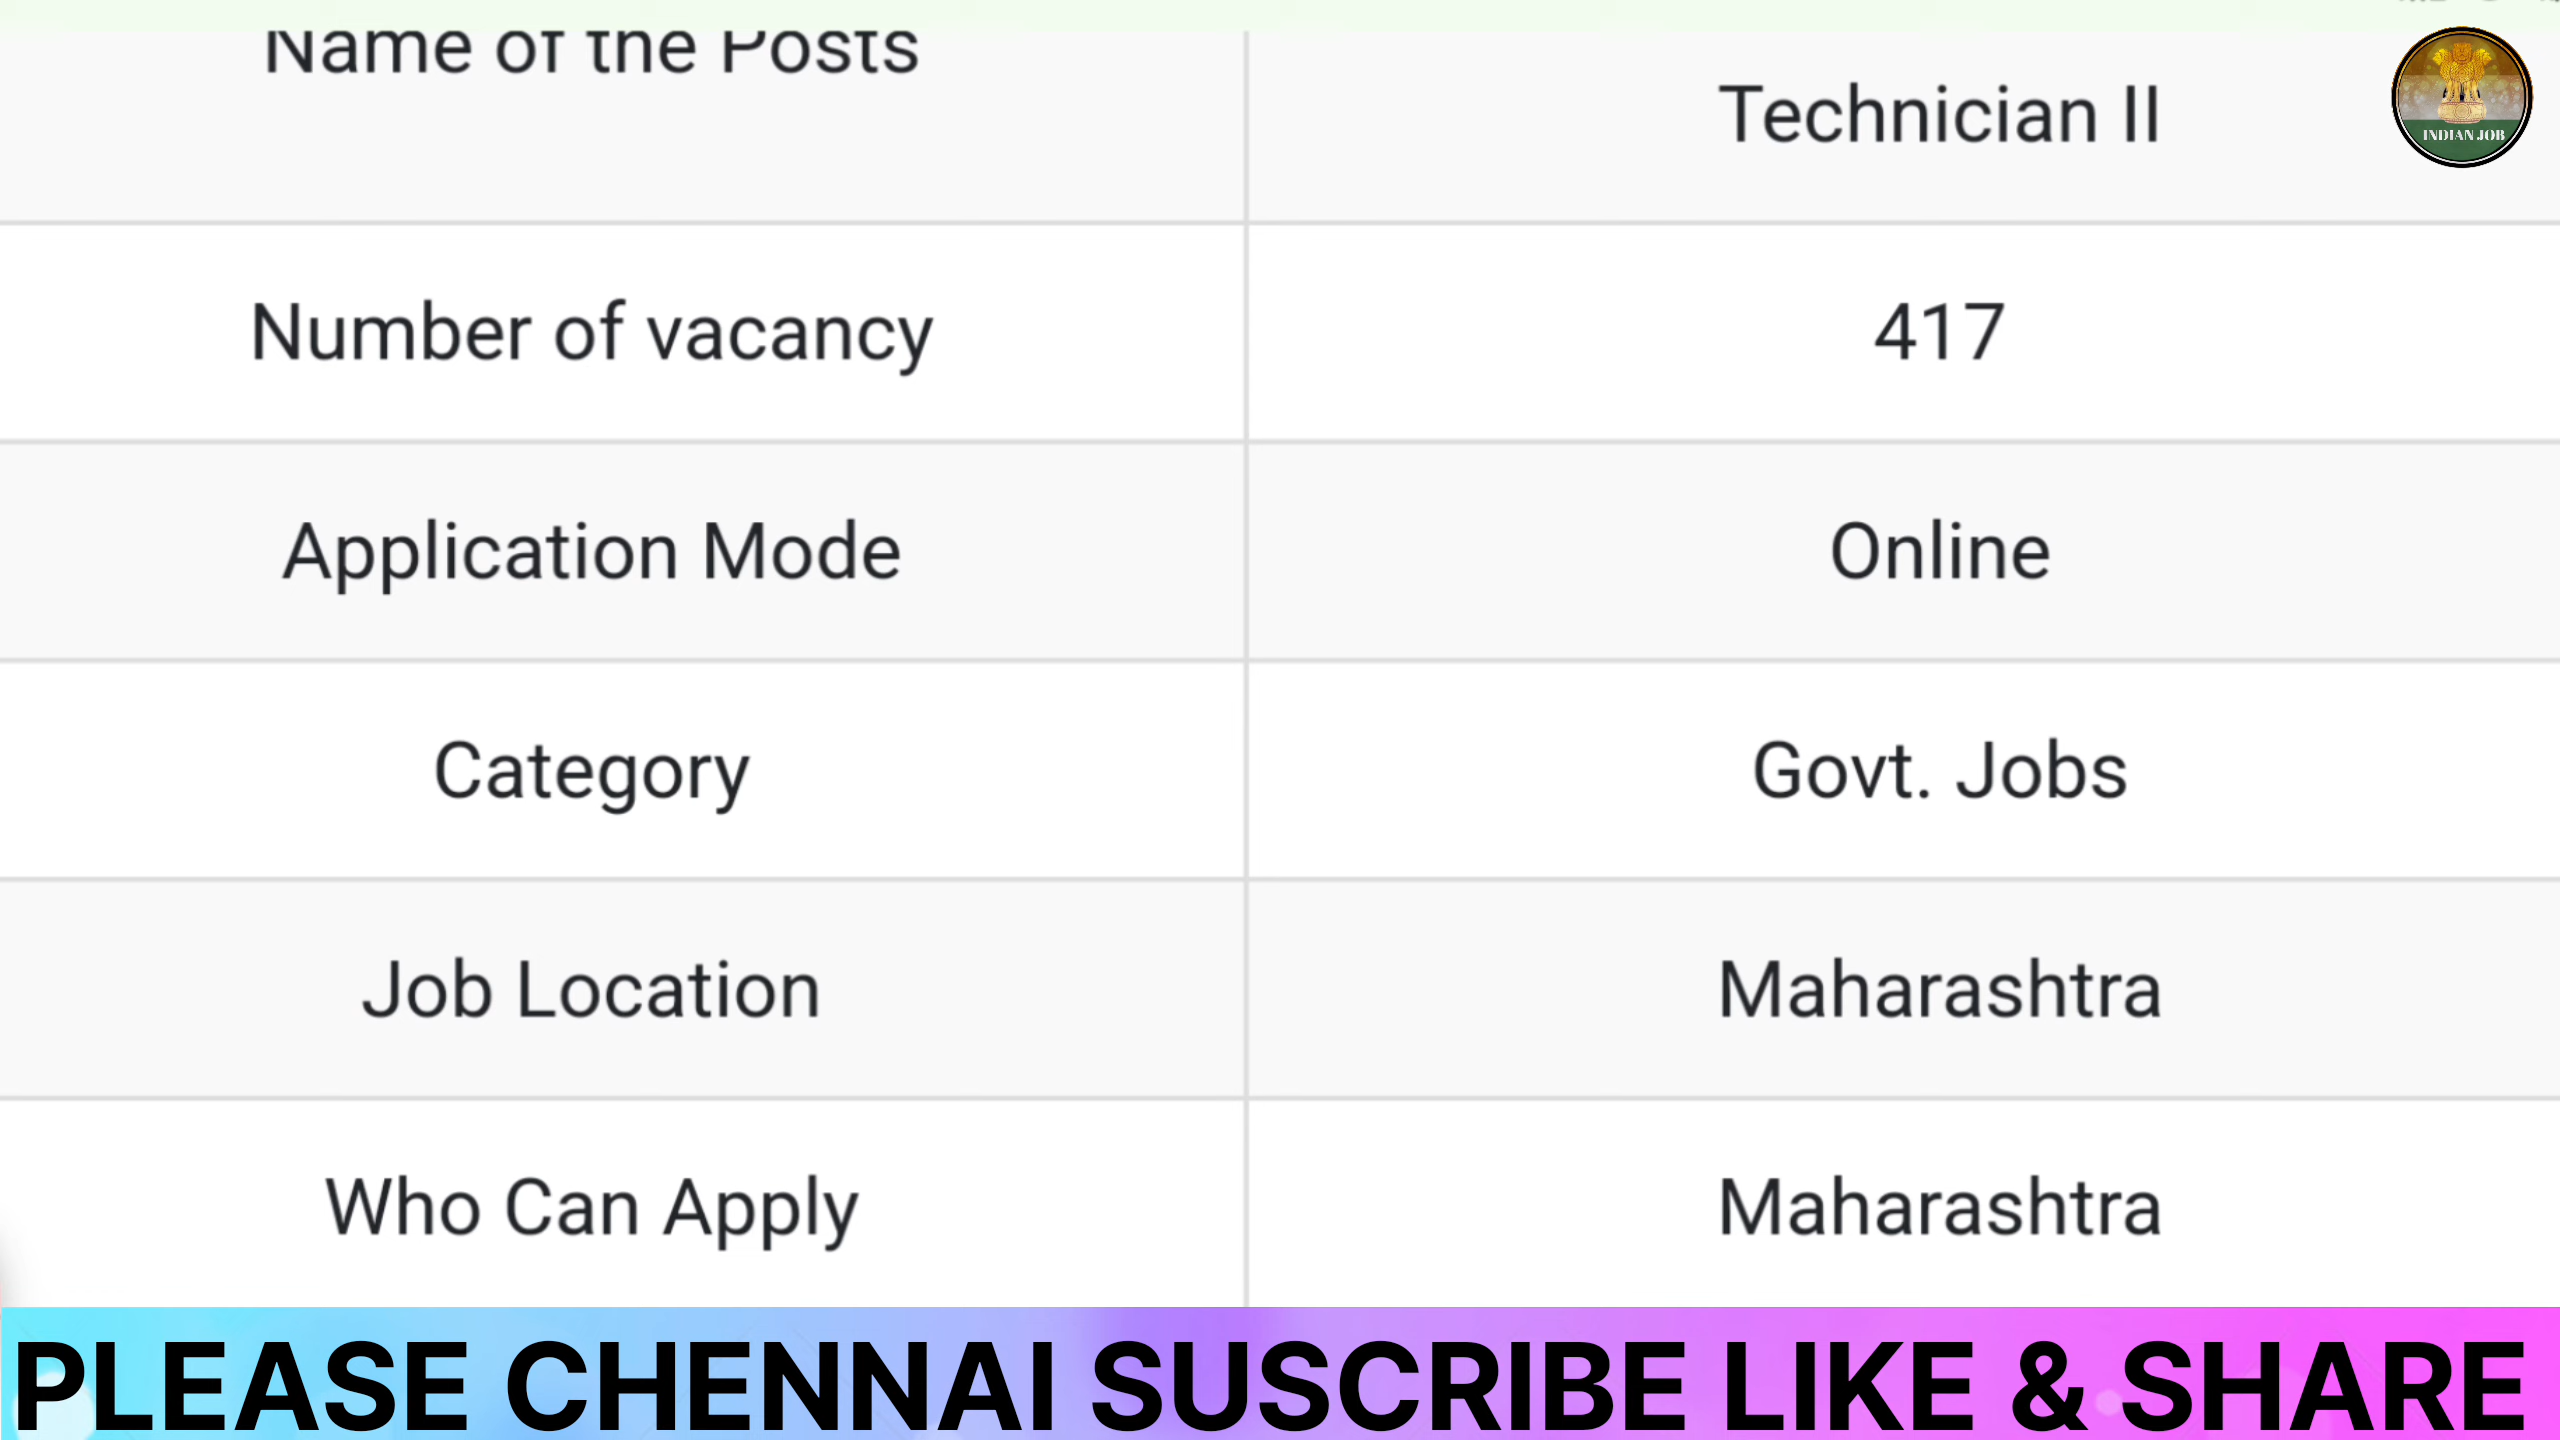 Name of the Posts
Technician II
INDIAN JOB
Number of vacancy
417
Application Mode
Online
Category
Govt. Jobs
Job Location
Maharashtra
Who Can Apply
Maharashtra
PLEASE CHENNAI SUSCRIBE LIKE & SHARE